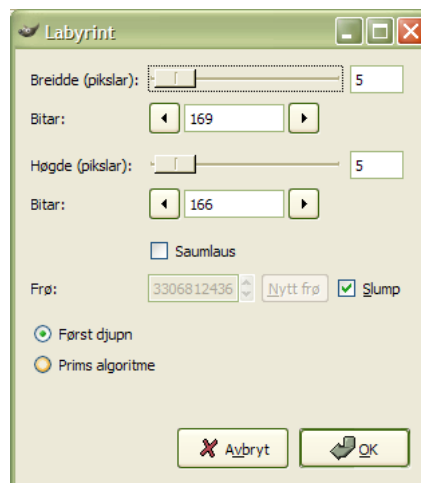 Labyrint
Breidde (pikslar): 5
Bitar: 169
Høgde (pikslar): 5
Bitar: 166
Saumlaus
Frø: 3306812436 Nytt frø Slump
Først djupn
Prims algoritme
Avbryt OK